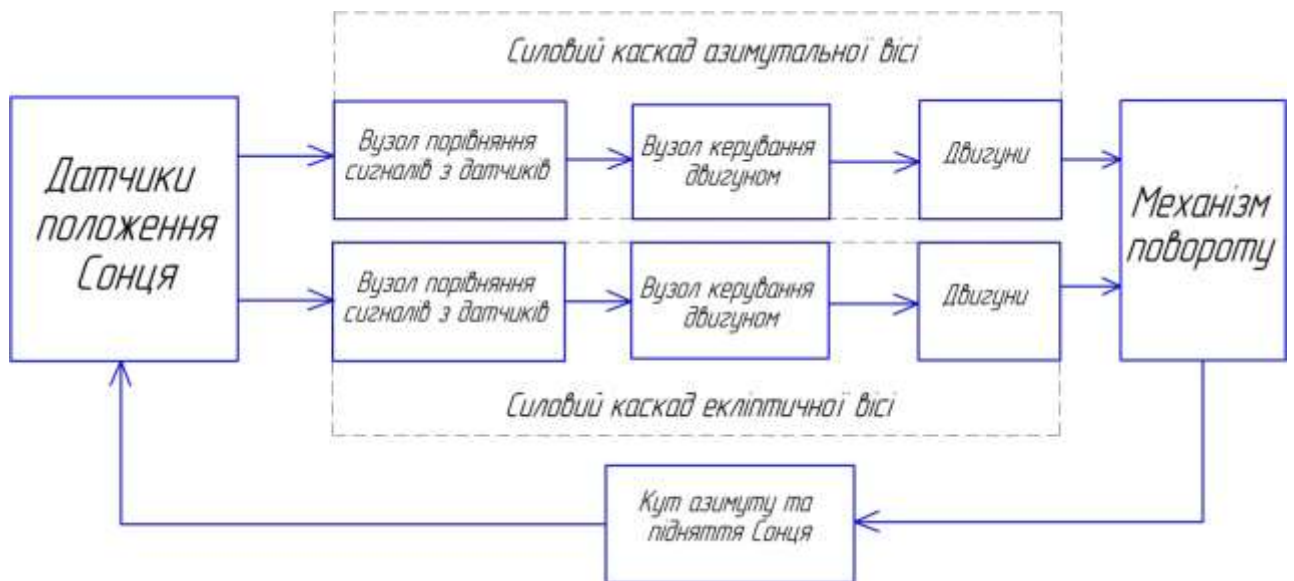 Силовий каскад азимутальної вісі
Датчики
положення
Сонця
Вузол порівняння
сигналів з датчиків
Вузол керування
двигуном
Двигуни
Механізм
повороту
Вузол порівняння
сигналів з датчиків
Вузол керування
двигуном
Двигуни
Силовий каскад екліптичної вісі
Кут азимуту та
підняття Сонця